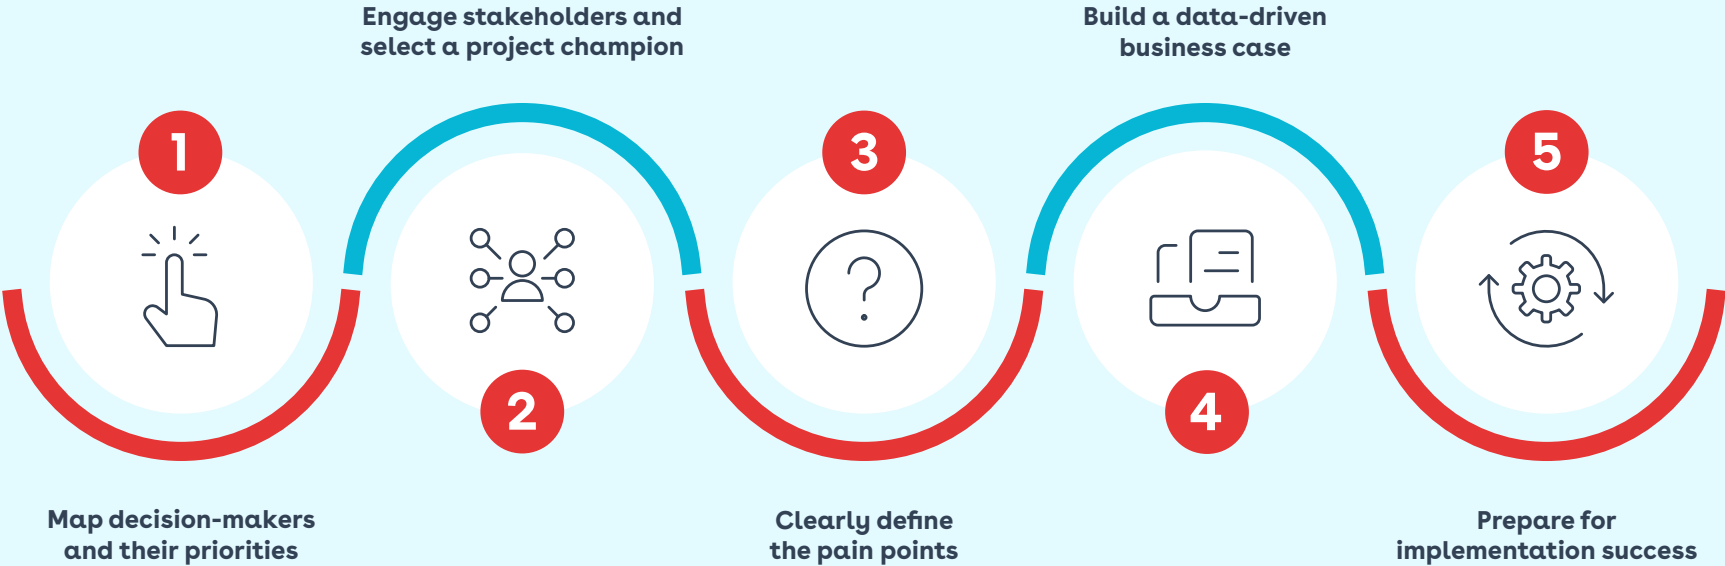 1
Map decision-makers
and their priorities
Engage stakeholders and
select a project champion
2
3
Clearly define
the pain points
Build a data-driven
business case
4
5
Prepare for
implementation success